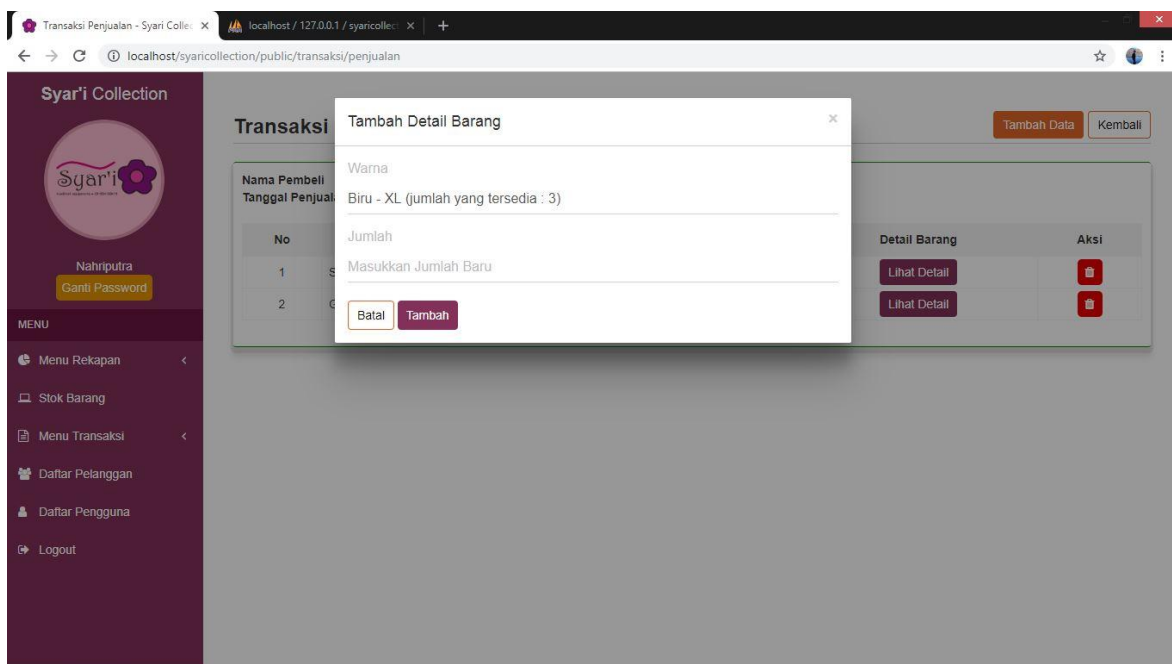 Transaksi Penjualan - Syari Collec
localhost / 127.0.0.1 / syaricollect
localhost/syaricollection/public/transaksi/penjualan
Syar'i Collection
Syar'i
Nahriputra
Ganti Password
MENU
Menu Rekapan
Stok Barang
Menu Transaksi
Daftar Pelanggan
Daftar Pengguna
Logout
Transaksi
Tambah Data Kembali
Nama Pembeli
Tanggal Penjual
No Detail Barang Aksi
1 S Lihat Detail
2 G Lihat Detail
Tambah Detail Barang
Warna
Biru - XL (jumlah yang tersedia : 3)
Jumlah
Masukkan Jumlah Baru
Batal Tambah